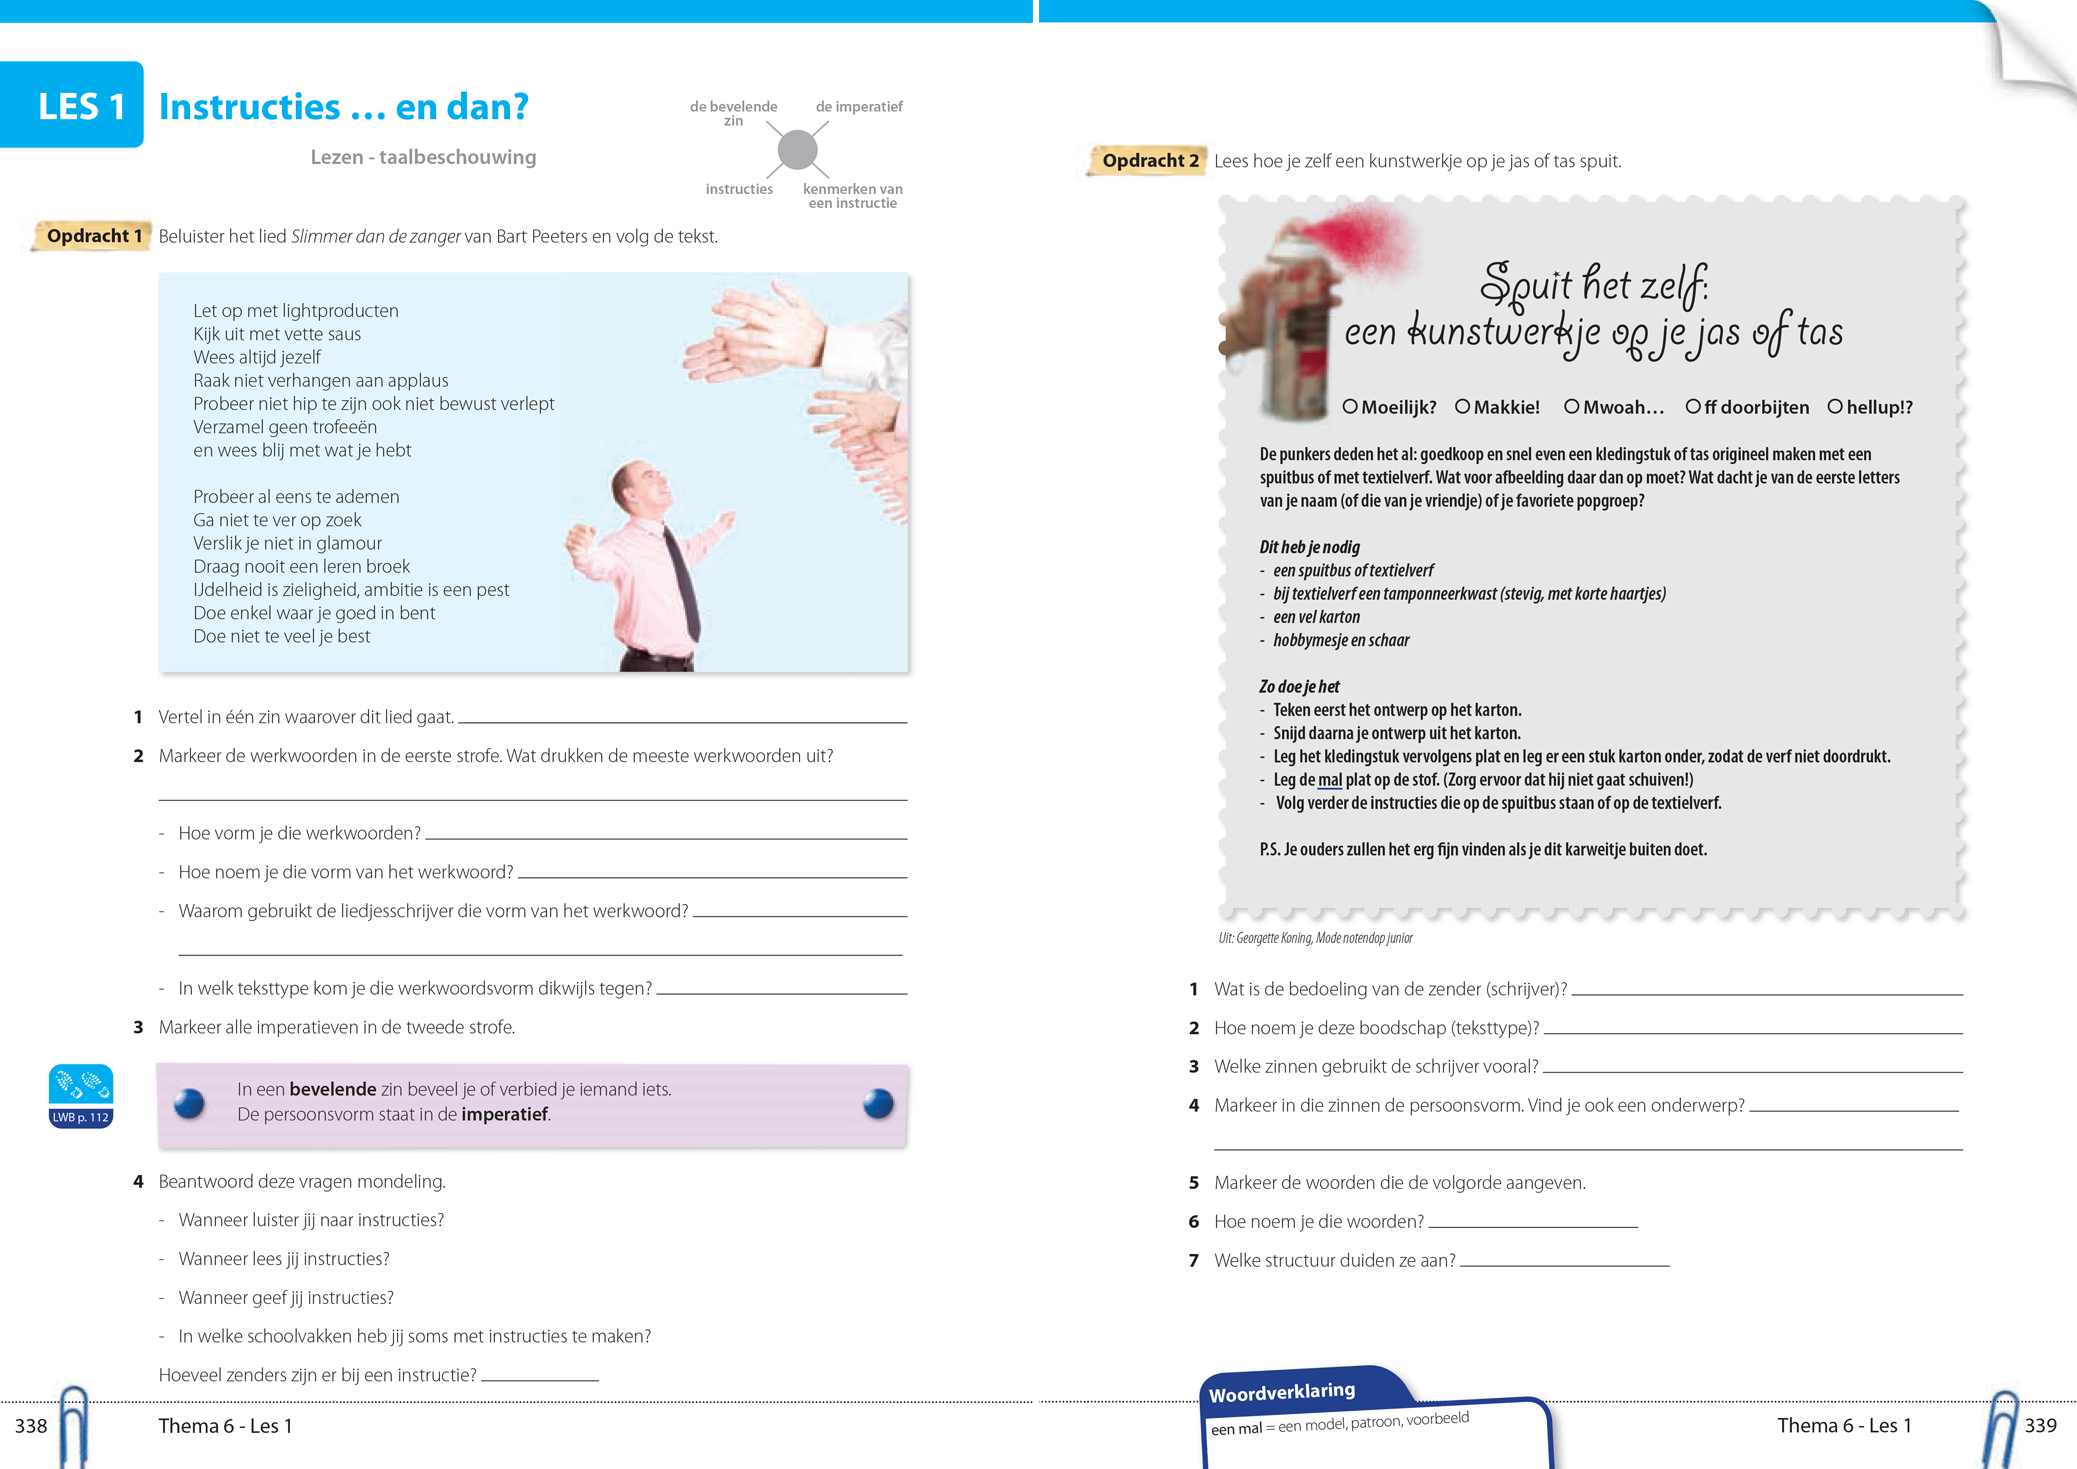 LES 1
Instructies … en dan?
Lezen - taalbeschouwing
de bevelende
zin
de imperatief
instructies
kenmerken van
een instructie
Opdracht 1 Beluister het lied Slimmer dan de zanger van Bart Peeters en volg de tekst.
Let op met lightproducten
Kijk uit met vette saus
Wees altijd jezelf
Raak niet verhangen aan applaus
Probeer niet hip te zijn ook niet bewust verlept
Verzamel geen trofeeën
en wees blij met wat je hebt
Probeer al eens te ademen
Ga niet te ver op zoek
Verslik je niet in glamour
Draag nooit een leren broek
IJdelheid is zieligheid, ambitie is een pest
Doe enkel waar je goed in bent
Doe niet te veel je best
1 Vertel in één zin waarover dit lied gaat.
2 Markeer de werkwoorden in de eerste strofe. Wat drukken de meeste werkwoorden uit?
- Hoe vorm je die werkwoorden?
- Hoe noem je die vorm van het werkwoord?
- Waarom gebruikt de liedjesschrijver die vorm van het werkwoord?
- In welk teksttype kom je die werkwoordsvorm dikwijls tegen?
3 Markeer alle imperatieven in de tweede strofe.
LWB p. 112
In een bevelende zin beveel je of verbied je iemand iets.
De persoonsvorm staat in de imperatief.
4 Beantwoord deze vragen mondeling.
- Wanneer luister jij naar instructies?
- Wanneer lees jij instructies?
- Wanneer geef jij instructies?
- In welke schoolvakken heb jij soms met instructies te maken?
Hoeveel zenders zijn er bij een instructie?
338
Thema 6 - Les 1
Opdracht 2 Lees hoe je zelf een kunstwerkje op je jas of tas spuit.
Spuit het zelf:
een kunstwerkje op je jas of tas
Moeilijk? Makkie! Mwoah… ff doorbijten hellup!?
De punkers deden het al: goedkoop en snel even een kledingstuk of tas origineel maken met een
spuitbus of met textielverf. Wat voor afbeelding daar dan op moet? Wat dacht je van de eerste letters
van je naam (of die van je vriendje) of je favoriete popgroep?
Dit heb je nodig
- een spuitbus of textielverf
- bij textielverf een tamponneerkwast (stevig, met korte haartjes)
- een vel karton
- hobbymesje en schaar
Zo doe je het
- Teken eerst het ontwerp op het karton.
- Snijd daarna je ontwerp uit het karton.
- Leg het kledingstuk vervolgens plat en leg er een stuk karton onder, zodat de verf niet doordrukt.
- Leg de mal plat op de stof. (Zorg ervoor dat hij niet gaat schuiven!)
- Volg verder de instructies die op de spuitbus staan of op de textielverf.
P.S. Je ouders zullen het erg fijn vinden als je dit karweitje buiten doet.
Uit: Georgette Koning, Mode notendop junior
1 Wat is de bedoeling van de zender (schrijver)?
2 Hoe noem je deze boodschap (teksttype)?
3 Welke zinnen gebruikt de schrijver vooral?
4 Markeer in die zinnen de persoonsvorm. Vind je ook een onderwerp?
5 Markeer de woorden die de volgorde aangeven.
6 Hoe noem je die woorden?
7 Welke structuur duiden ze aan?
Woordverklaring
een mal = een model, patroon, voorbeeld
Thema 6 - Les 1
339